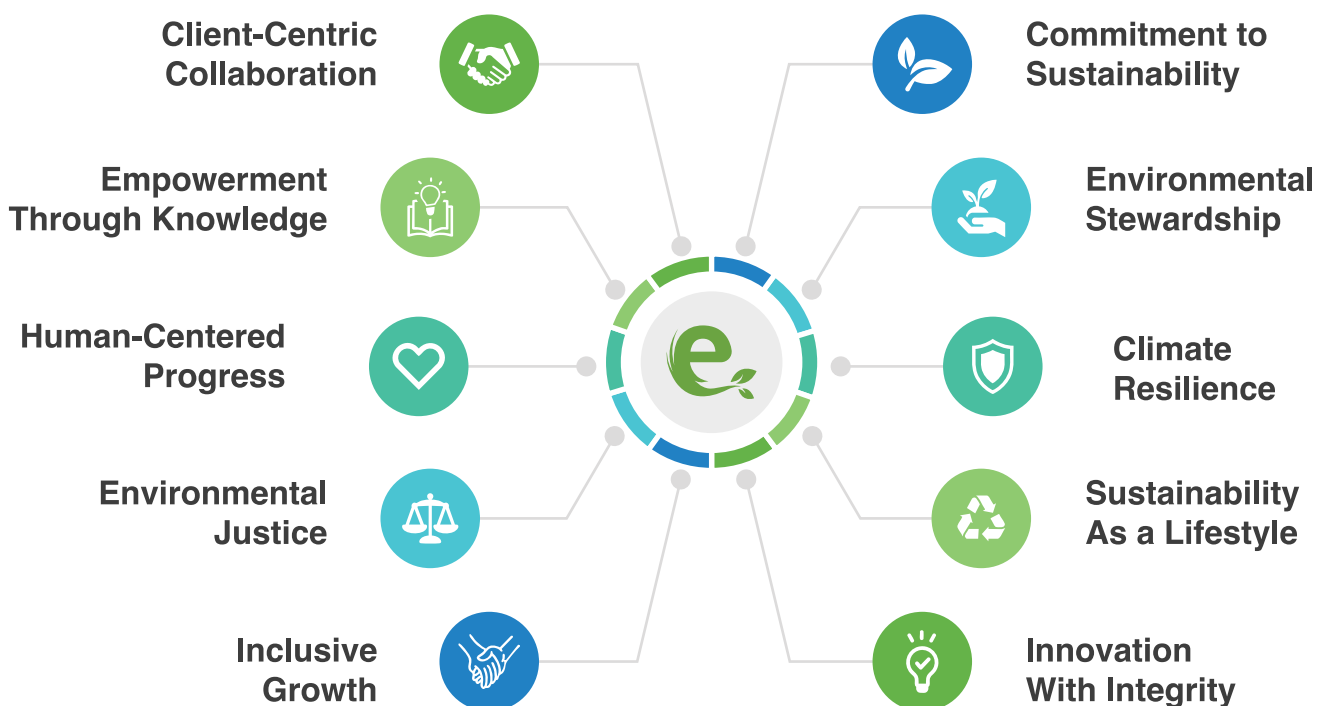 Client-Centric
Collaboration
Empowerment
Through Knowledge
Human-Centered
Progress
Environmental
Justice
Inclusive
Growth
e
Commitment to
Sustainability
Environmental
Stewardship
Climate
Resilience
Sustainability
As a Lifestyle
Innovation
With Integrity